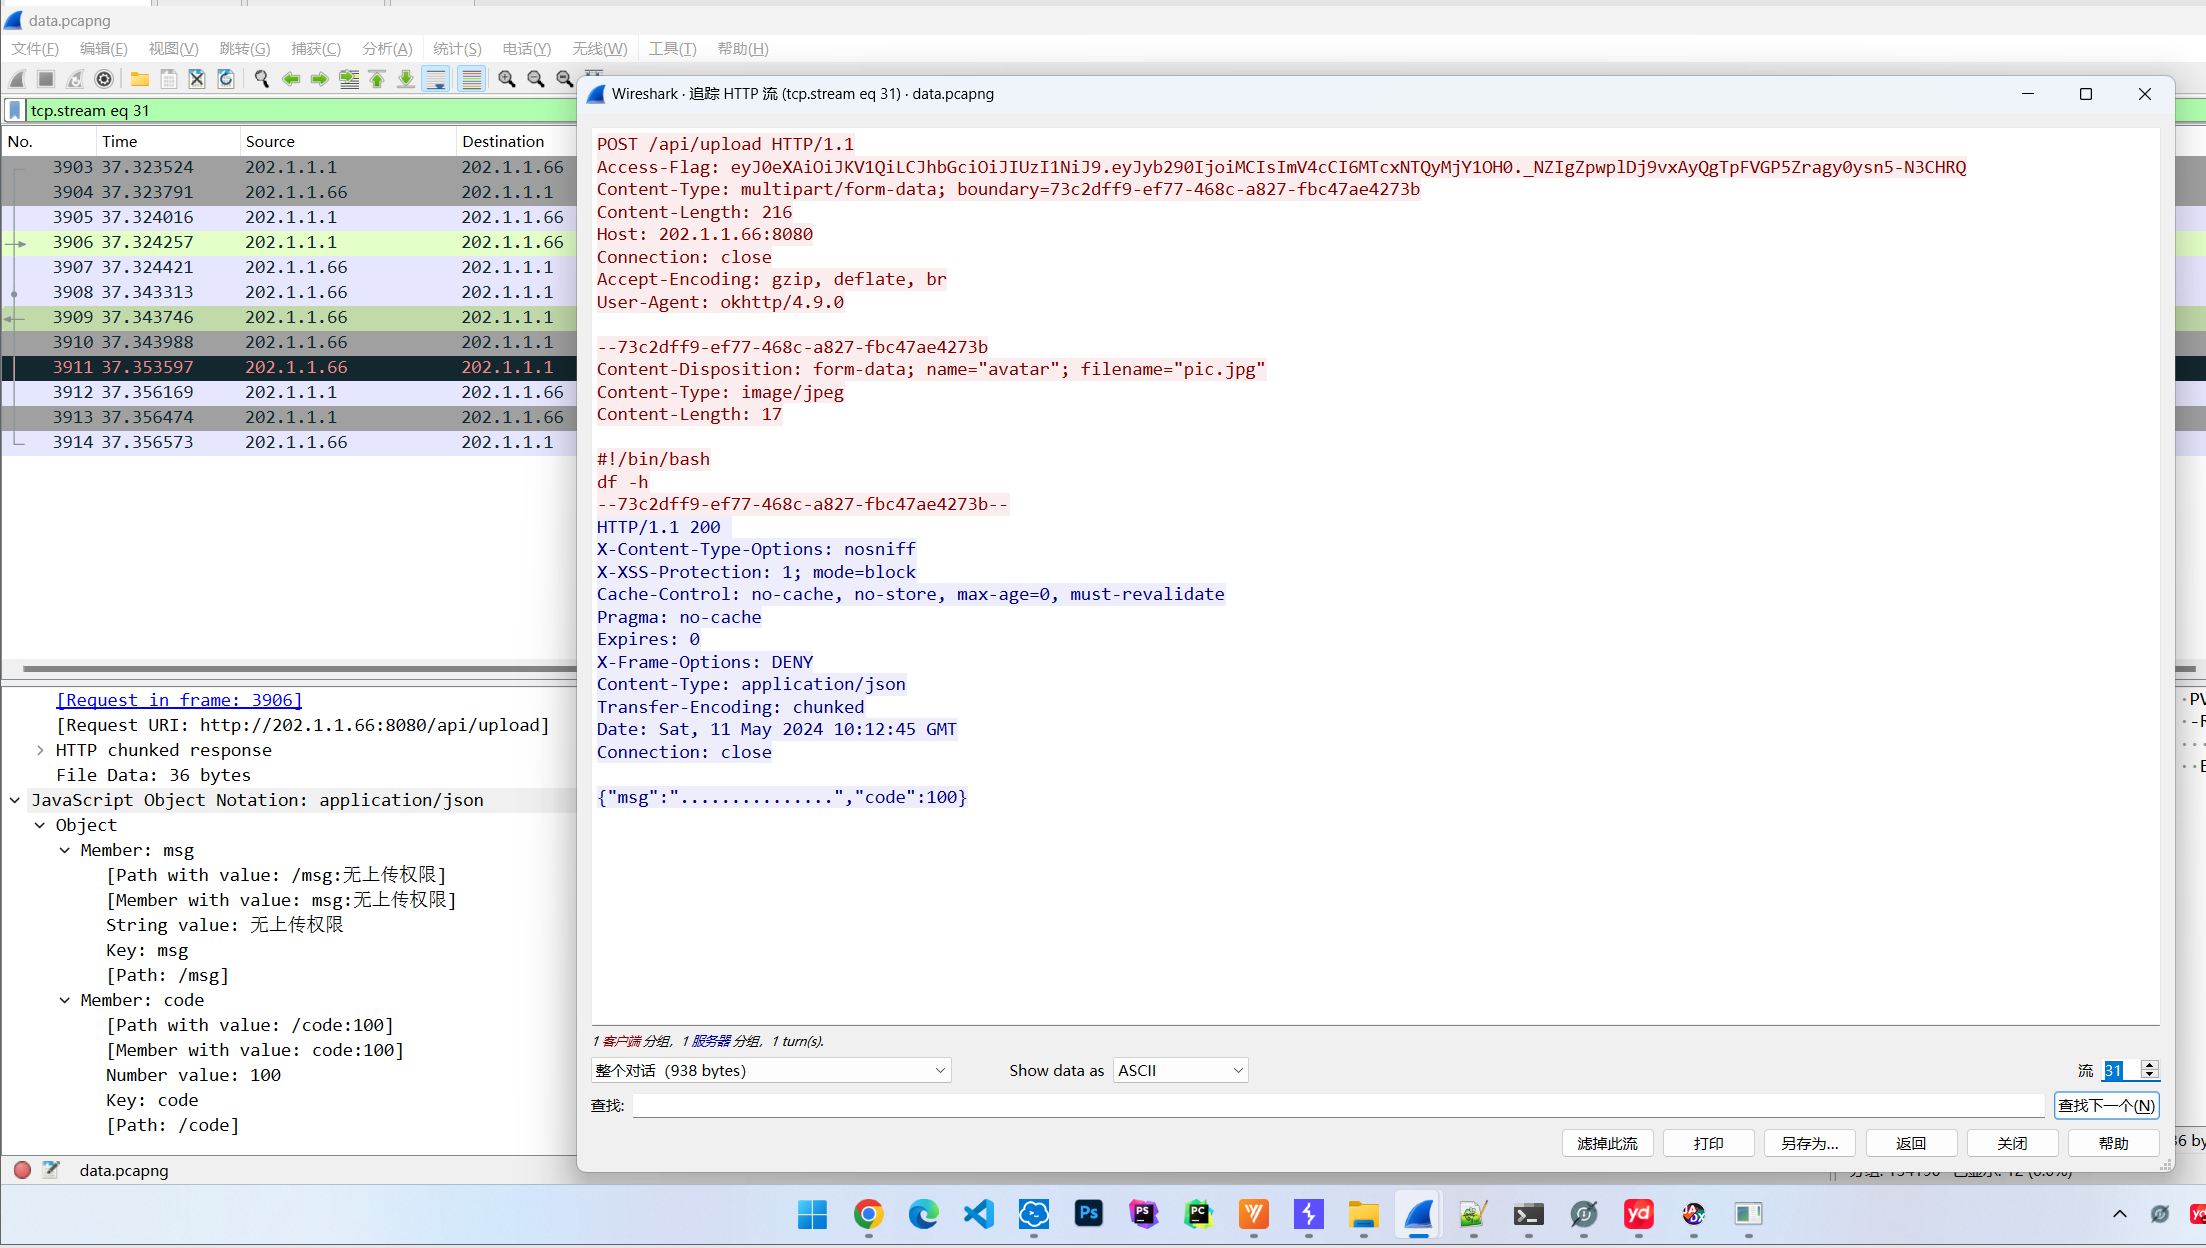 data.pcapng
文件(F) 编辑(E) 视图(V) 跳转(G) 捕获(C) 分析(A) 统计(S) 电话(Y) 无线(W) 工具(T) 帮助(H)
tcp.stream eq 31
No. Time Source Destination
3903 37.323524 202.1.1.1 202.1.1.66
3904 37.323791 202.1.1.66 202.1.1.1
3905 37.324016 202.1.1.1 202.1.1.66
3906 37.324257 202.1.1.1 202.1.1.66
3907 37.324421 202.1.1.66 202.1.1.1
3908 37.343313 202.1.1.66 202.1.1.1
3909 37.343746 202.1.1.66 202.1.1.1
3910 37.343988 202.1.1.66 202.1.1.1
3911 37.353597 202.1.1.66 202.1.1.1
3912 37.356169 202.1.1.1 202.1.1.66
3913 37.356474 202.1.1.1 202.1.1.66
3914 37.356573 202.1.1.66 202.1.1.1
[Request in frame: 3906]
[Request URI: http://202.1.1.66:8080/api/upload]
HTTP chunked response
File Data: 36 bytes
JavaScript Object Notation: application/json
Object
Member: msg
[Path with value: /msg:无上传权限]
[Member with value: msg:无上传权限]
String value: 无上传权限
Key: msg
[Path: /msg]
Member: code
[Path with value: /code:100]
[Member with value: code:100]
Number value: 100
Key: code
[Path: /code]
data.pcapng
Wireshark · 追踪 HTTP 流 (tcp.stream eq 31) · data.pcapng
POST /api/upload HTTP/1.1
Access-Flag: eyJ0eXAiOiJKV1QiLCJhbGciOiJIUzI1NiJ9.eyJyb290IjoiMCIsImV4cCI6MTcxNTQyMjY1OH0._NZIgZpwplDj9vxAyQgTpFVGP5Zragy0ysn5-N3CHRQ
Content-Type: multipart/form-data; boundary=73c2dff9-ef77-468c-a827-fbc47ae4273b
Content-Length: 216
Host: 202.1.1.66:8080
Connection: close
Accept-Encoding: gzip, deflate, br
User-Agent: okhttp/4.9.0
--73c2dff9-ef77-468c-a827-fbc47ae4273b
Content-Disposition: form-data; name="avatar"; filename="pic.jpg"
Content-Type: image/jpeg
Content-Length: 17
#!/bin/bash
df -h
--73c2dff9-ef77-468c-a827-fbc47ae4273b--
HTTP/1.1 200
X-Content-Type-Options: nosniff
X-XSS-Protection: 1; mode=block
Cache-Control: no-cache, no-store, max-age=0, must-revalidate
Pragma: no-cache
Expires: 0
X-Frame-Options: DENY
Content-Type: application/json
Transfer-Encoding: chunked
Date: Sat, 11 May 2024 10:12:45 GMT
Connection: close
{"msg":"...............","code":100}
1 客户端 分组, 1 服务器 分组, 1 turn(s).
整个对话 (938 bytes) Show data as ASCII 流 31
查找: 查找下一个(N)
滤掉此流 打印 另存为... 返回 关闭 帮助